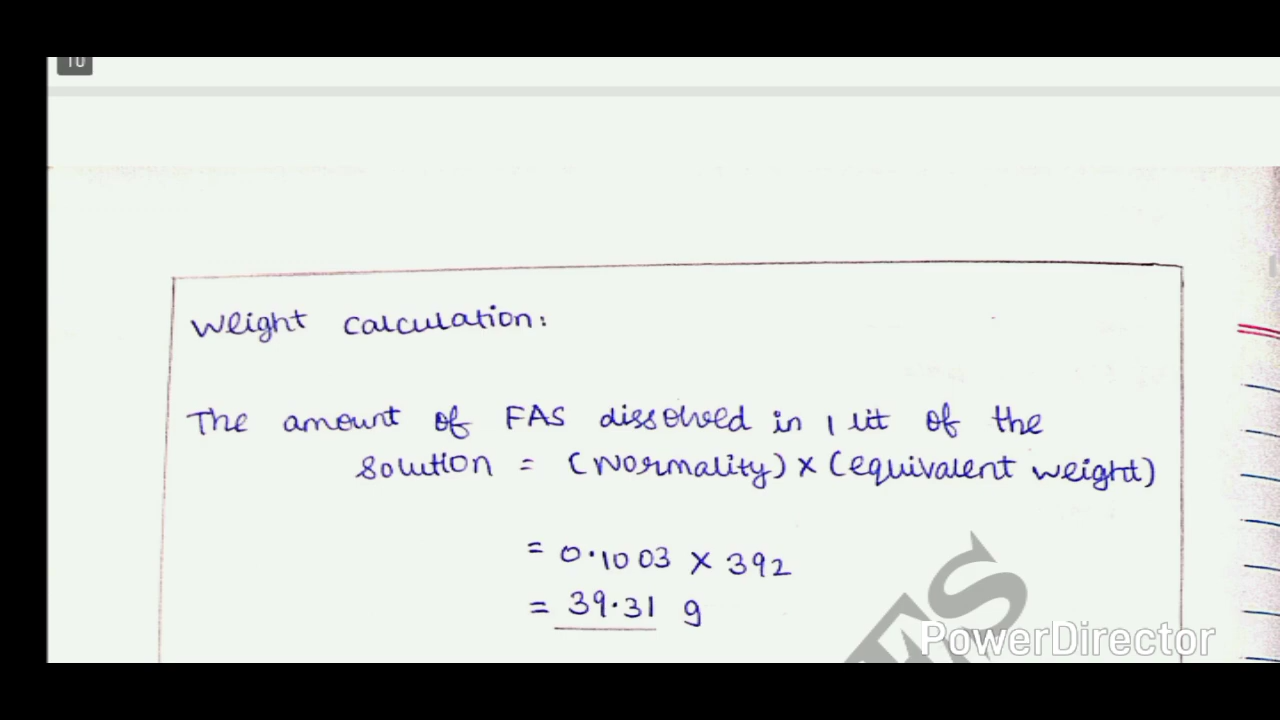 10
Weight calculation:
The amount of FAS dissolved in 1 lit of the
solution = (Normality) × (equivalent weight)
= 0.1003 × 392
= 39.31 g
PowerDirector